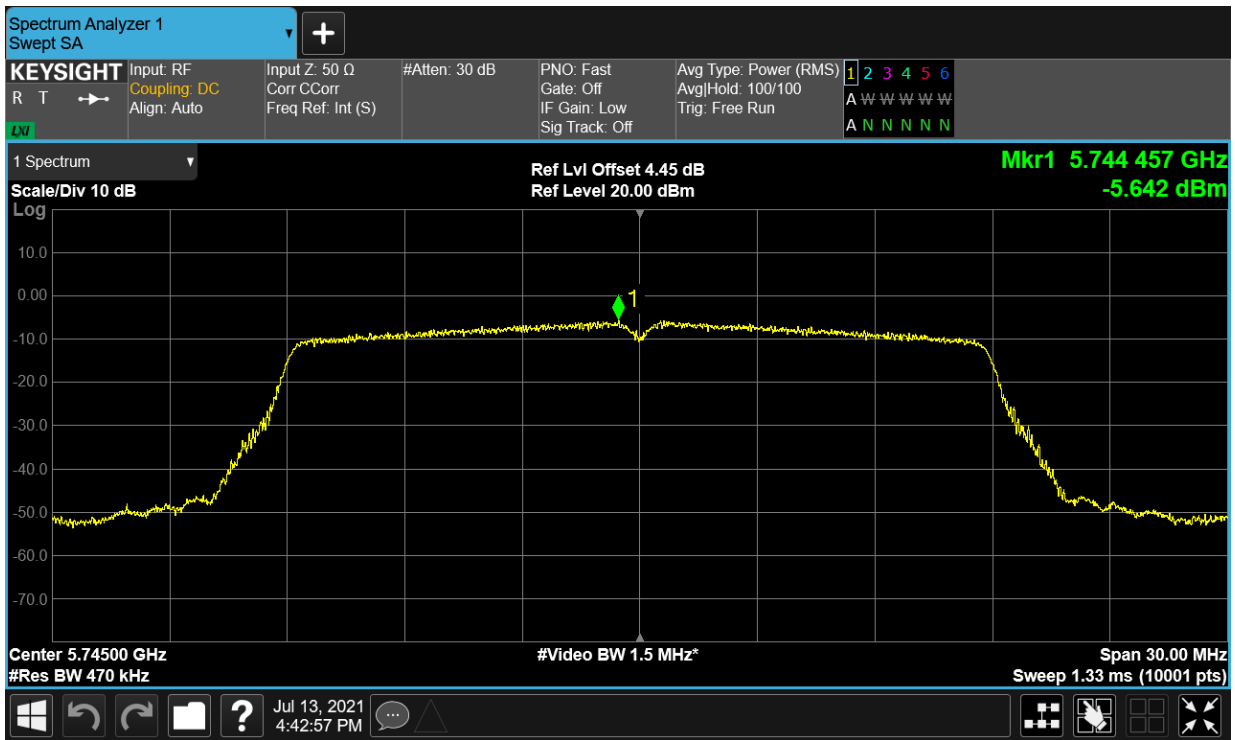 Spectrum Analyzer 1
Swept SA
▼
+
KEYSIGHT
R T
LXI
Input: RF
Coupling: DC
Align: Auto
Input Z: 50 Ω
Corr CCorr
Freq Ref: Int (S)
#Atten: 30 dB
PNO: Fast
Gate: Off
IF Gain: Low
Sig Track: Off
Avg Type: Power (RMS)
Avg|Hold: 100/100
Trig: Free Run
1 2 3 4 5 6
A W W W W W
A N N N N N
1 Spectrum ▼
Scale/Div 10 dB
Log
Ref Lvl Offset 4.45 dB
Ref Level 20.00 dBm
Mkr1 5.744 457 GHz
-5.642 dBm
10.0
0.00
-10.0
-20.0
-30.0
-40.0
-50.0
-60.0
-70.0
1
Center 5.74500 GHz
#Res BW 470 kHz
#Video BW 1.5 MHz*
Span 30.00 MHz
Sweep 1.33 ms (10001 pts)
?
Jul 13, 2021
4:42:57 PM